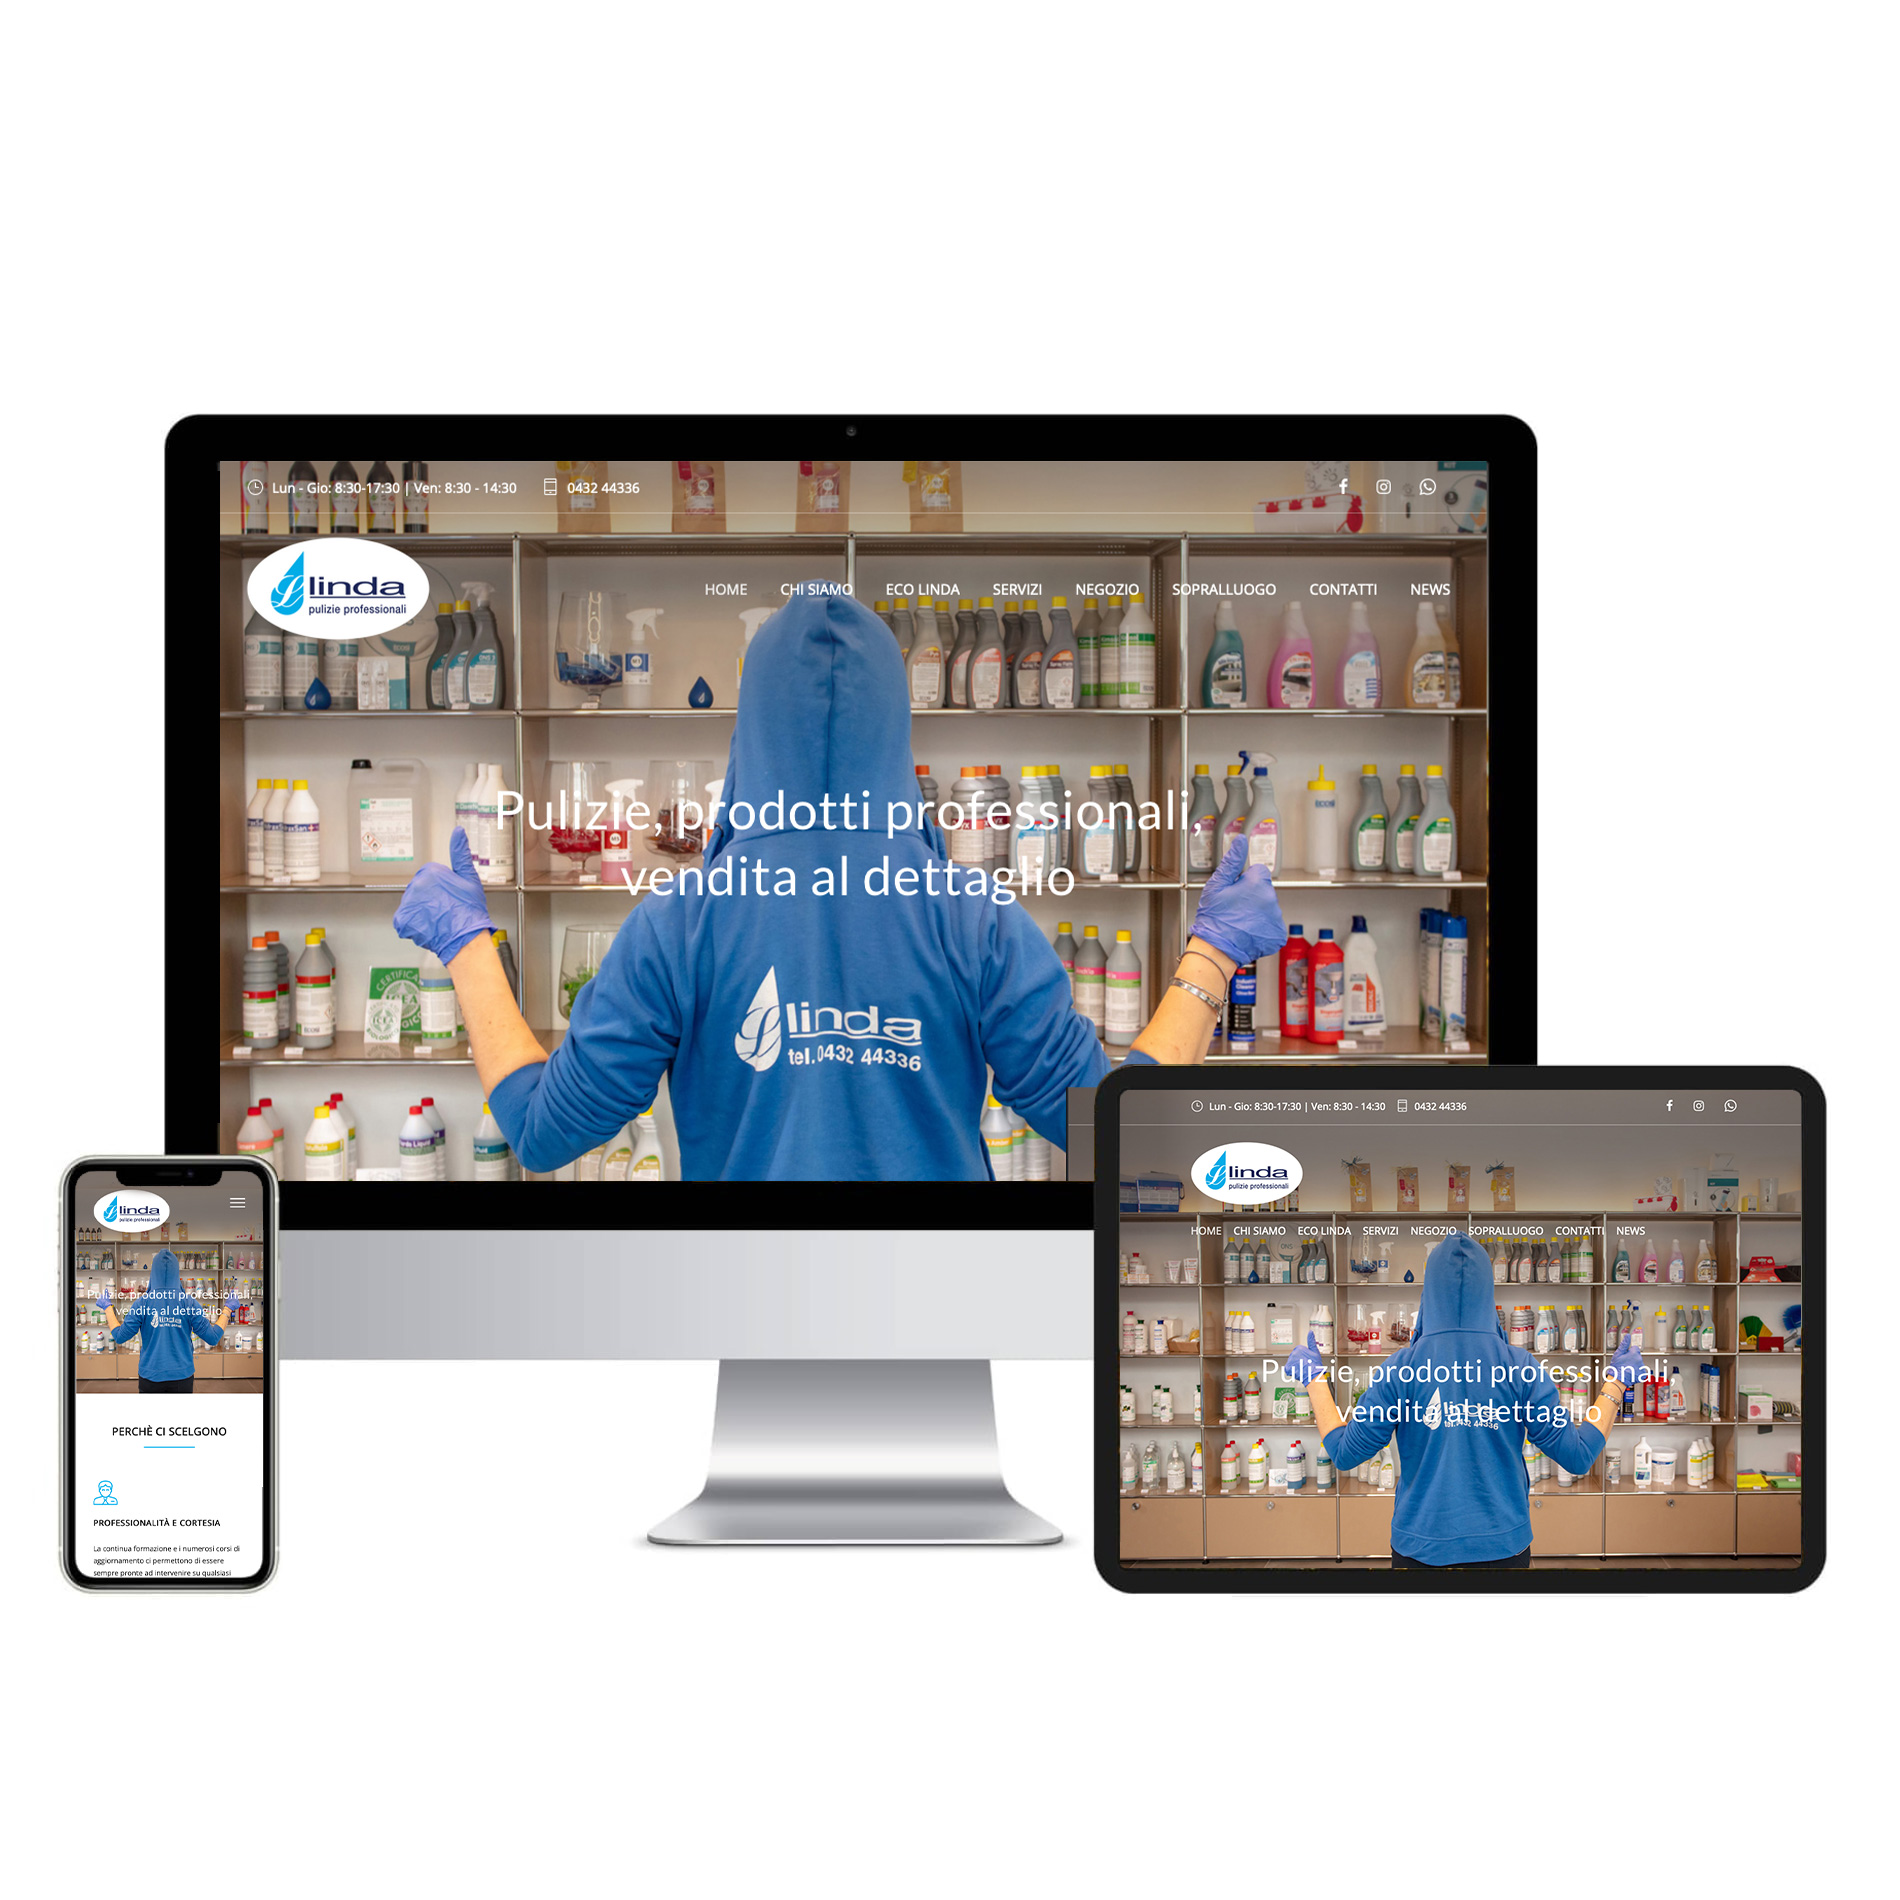 Lun - Gio: 8:30-17:30 | Ven: 8:30 - 14:30 0432 44336
linda
pulizie professionali
HOME CHI SIAMO ECO LINDA SERVIZI NEGOZIO SOPRALLUOGO CONTATTI NEWS
Pulizie, prodotti professionali,
vendita al dettaglio
linda
tel. 0432 44336
linda
pulizie professionali
Pulizie, prodotti professionali,
vendita al dettaglio
linda
PERCHÈ CI SCELGONO
PROFESSIONALITÀ E CORTESIA
La continua formazione e i numerosi corsi di
aggiornamento ci permettono di essere
sempre pronte ad intervenire su qualsiasi
Lun - Gio: 8:30-17:30 | Ven: 8:30 - 14:30 0432 44336
linda
pulizie professionali
HOME CHI SIAMO ECO LINDA SERVIZI NEGOZIO SOPRALLUOGO CONTATTI NEWS
Pulizie, prodotti professionali,
vendita al dettaglio
tel. 0432 44336